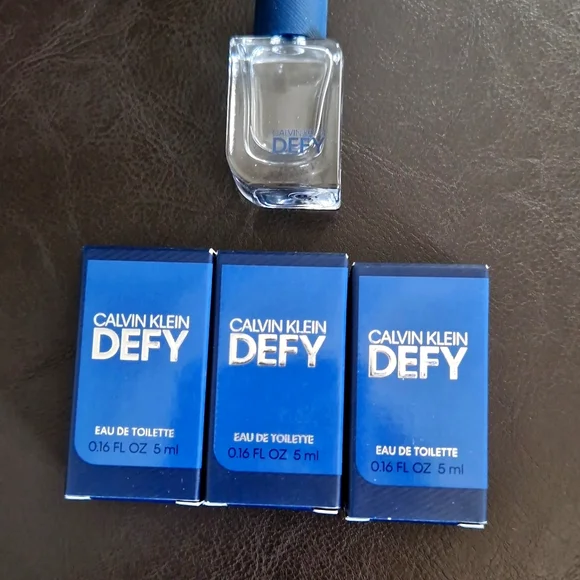 CALVIN KLEIN
DEFY
CALVIN KLEIN
DEFY
EAU DE TOILETTE
0.16 FL OZ 5 ml
CALVIN KLEIN
DEFY
EAU DE TOILETTE
0.16 FL OZ 5 ml
CALVIN KLEIN
DEFY
EAU DE TOILETTE
0.16 FL OZ 5 ml